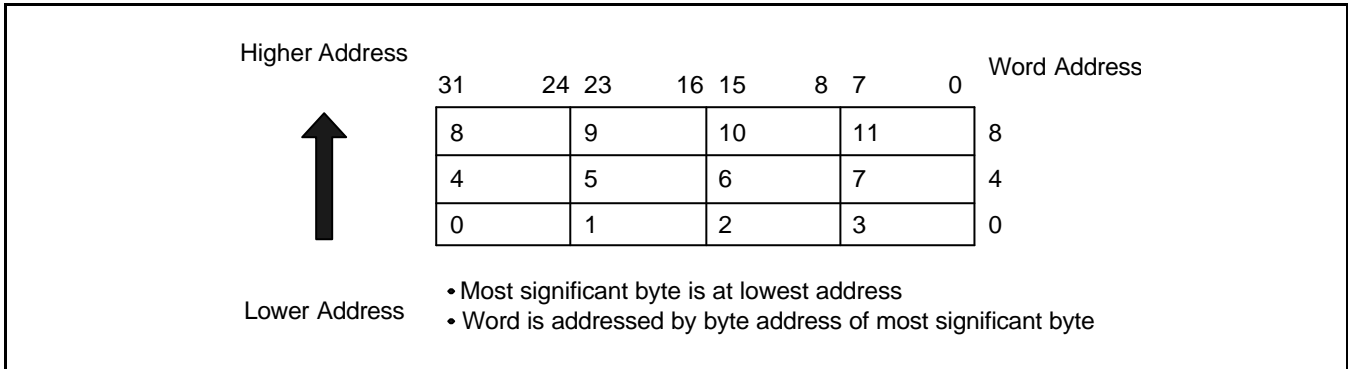 Higher Address
Word Address
31 24 23 16 15 8 7 0
8 9 10 11 8
4 5 6 7 4
0 1 2 3 0
Lower Address
• Most significant byte is at lowest address
• Word is addressed by byte address of most significant byte